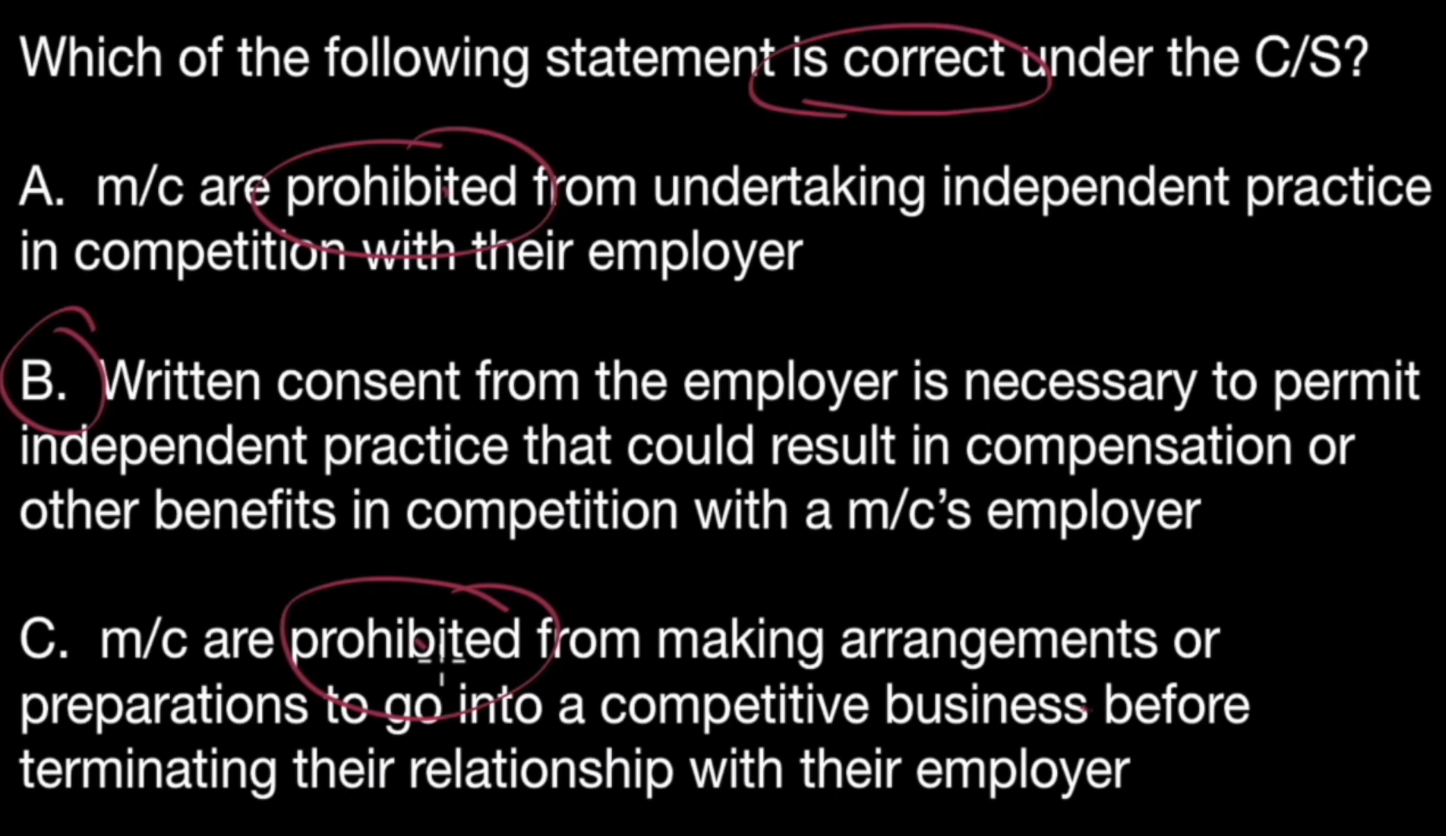 Which of the following statement is correct under the C/S?
A. m/c are prohibited from undertaking independent practice
in competition with their employer
B. Written consent from the employer is necessary to permit
independent practice that could result in compensation or
other benefits in competition with a m/c’s employer
C. m/c are prohibited from making arrangements or
preparations to go into a competitive business before
terminating their relationship with their employer